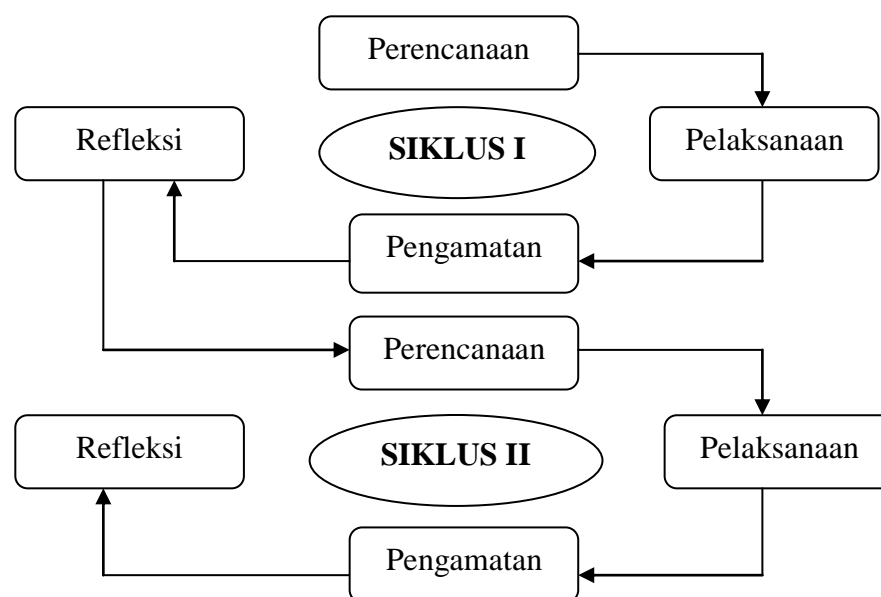 Perencanaan
Refleksi
SIKLUS I
Pelaksanaan
Pengamatan
Perencanaan
Refleksi
SIKLUS II
Pelaksanaan
Pengamatan